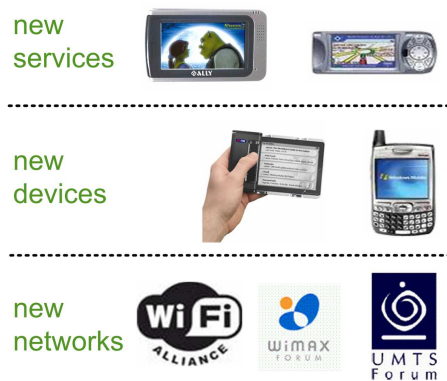 new
services
ALLY
new
devices
Windows Mobile
new
networks
Wi Fi
ALLIANCE
WiMAX
FORUM
UMTS
Forum